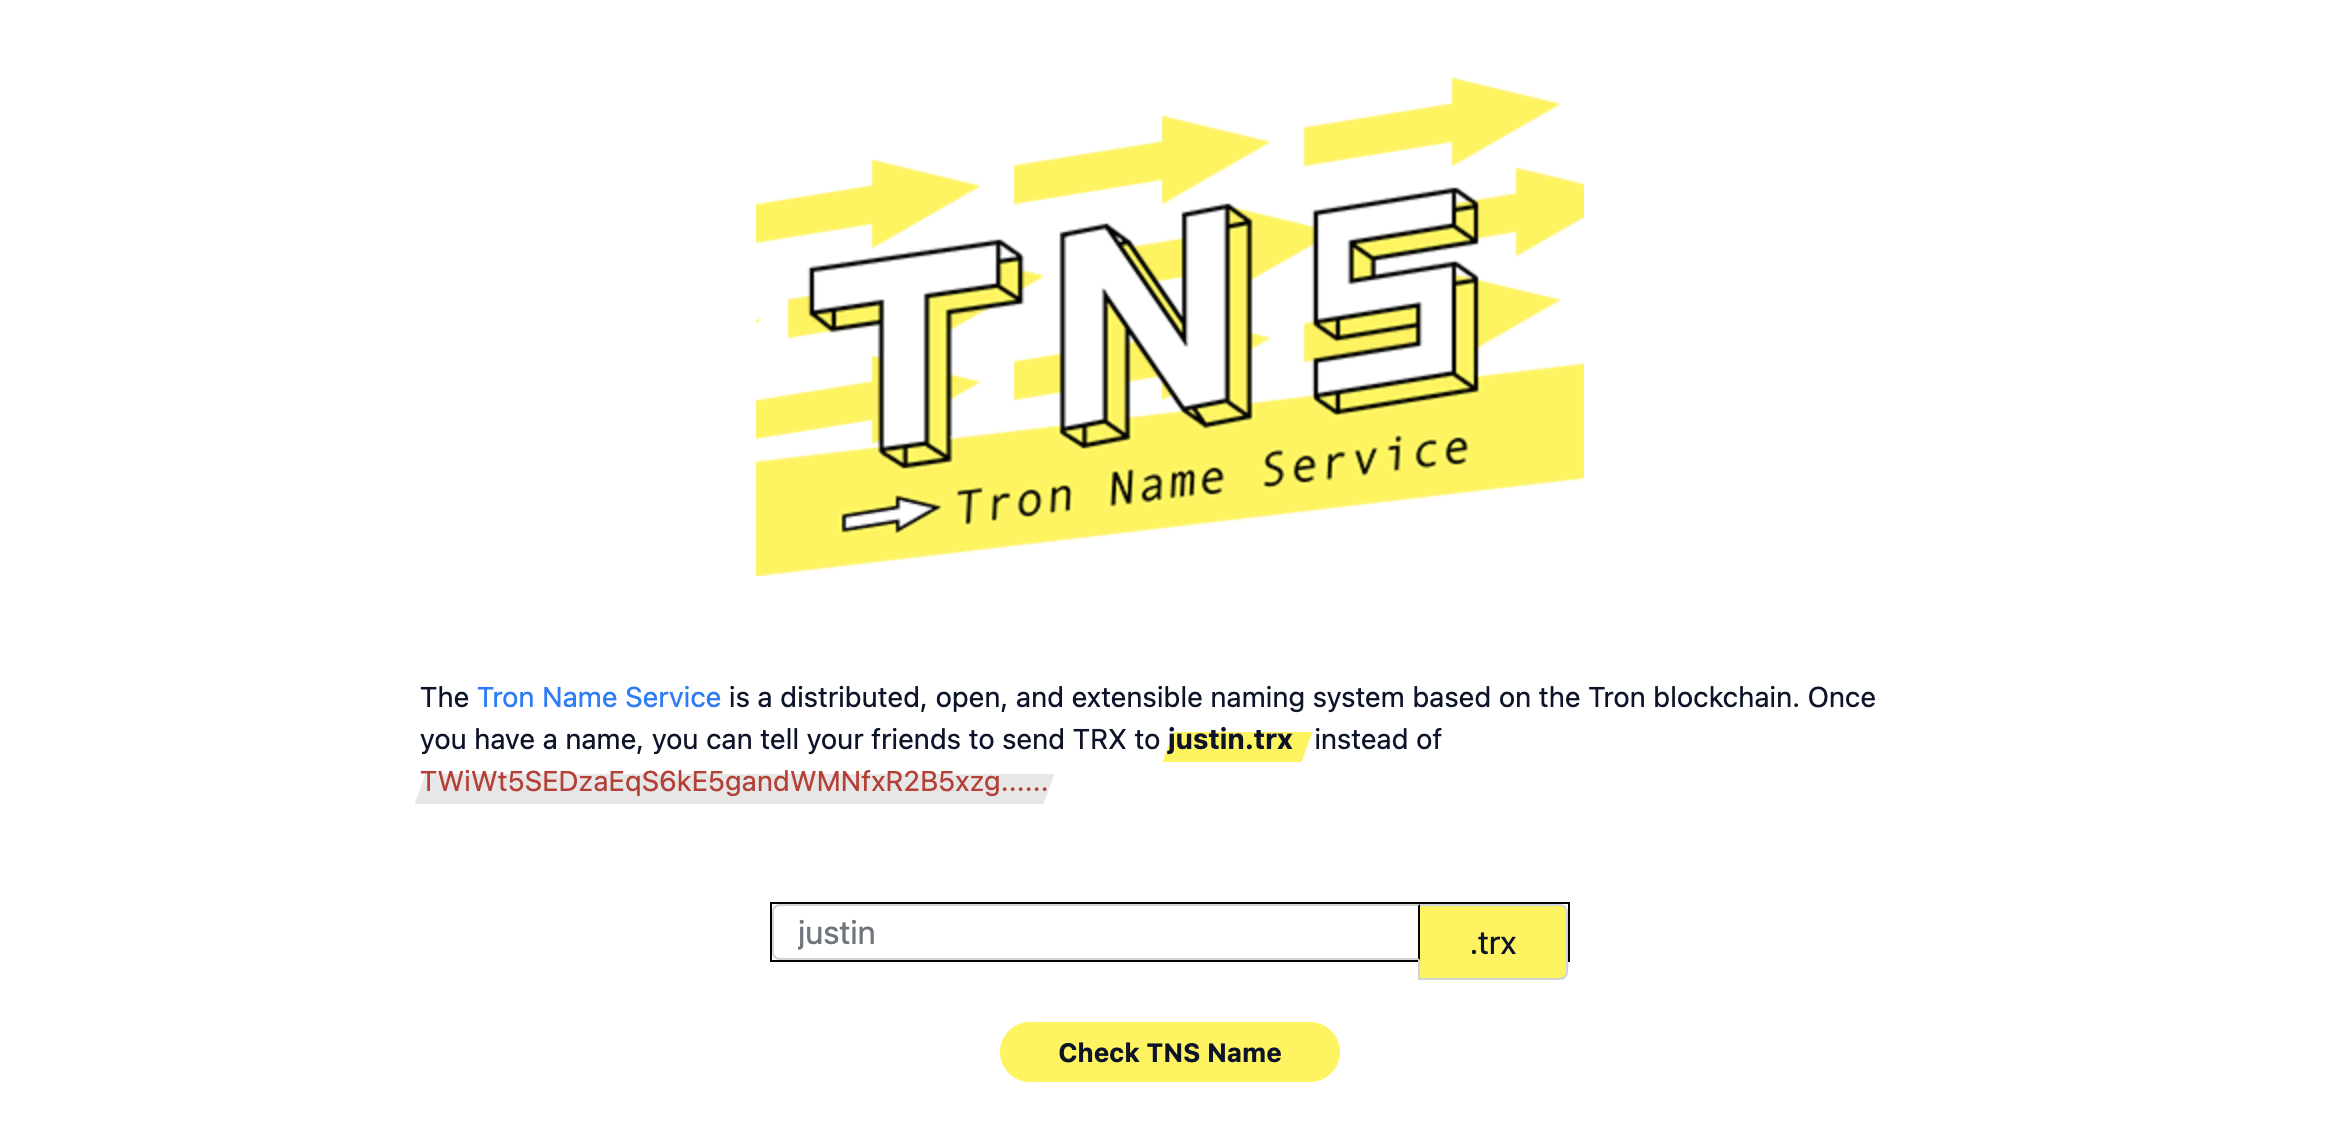 TNS
Tron Name Service
The Tron Name Service is a distributed, open, and extensible naming system based on the Tron blockchain. Once
you have a name, you can tell your friends to send TRX to justin.trx instead of
TWiWt5SEDzaEqS6kE5gandWMNfxR2B5xzg......
justin .trx
Check TNS Name